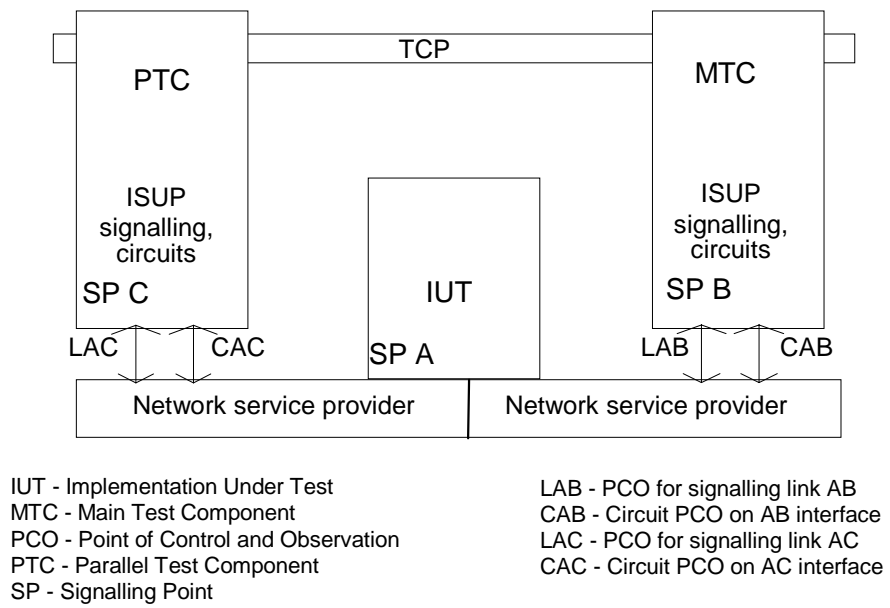 TCP
PTC
MTC
ISUP
signalling,
circuits
ISUP
signalling,
circuits
SP C
IUT
SP B
LAC
CAC
SP A
LAB
CAB
Network service provider
Network service provider
IUT - Implementation Under Test
MTC - Main Test Component
PCO - Point of Control and Observation
PTC - Parallel Test Component
SP - Signalling Point
LAB - PCO for signalling link AB
CAB - Circuit PCO on AB interface
LAC - PCO for signalling link AC
CAC - Circuit PCO on AC interface